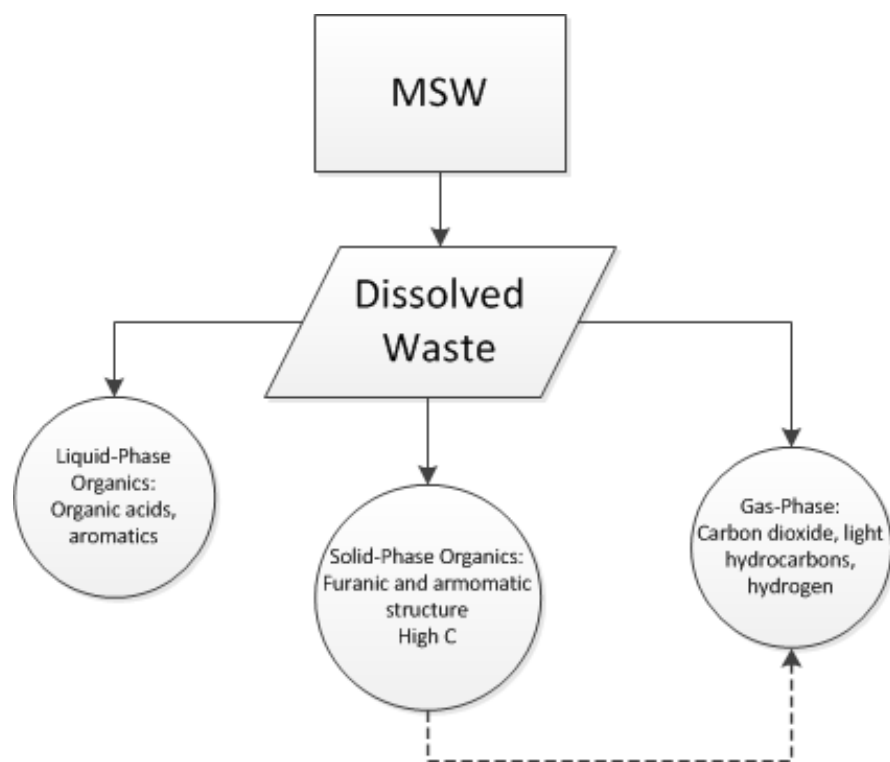 MSW
Dissolved
Waste
Liquid-Phase
Organics:
Organic acids,
aromatics
Solid-Phase Organics:
Furanic and armomatic
structure
High C
Gas-Phase:
Carbon dioxide, light
hydrocarbons,
hydrogen